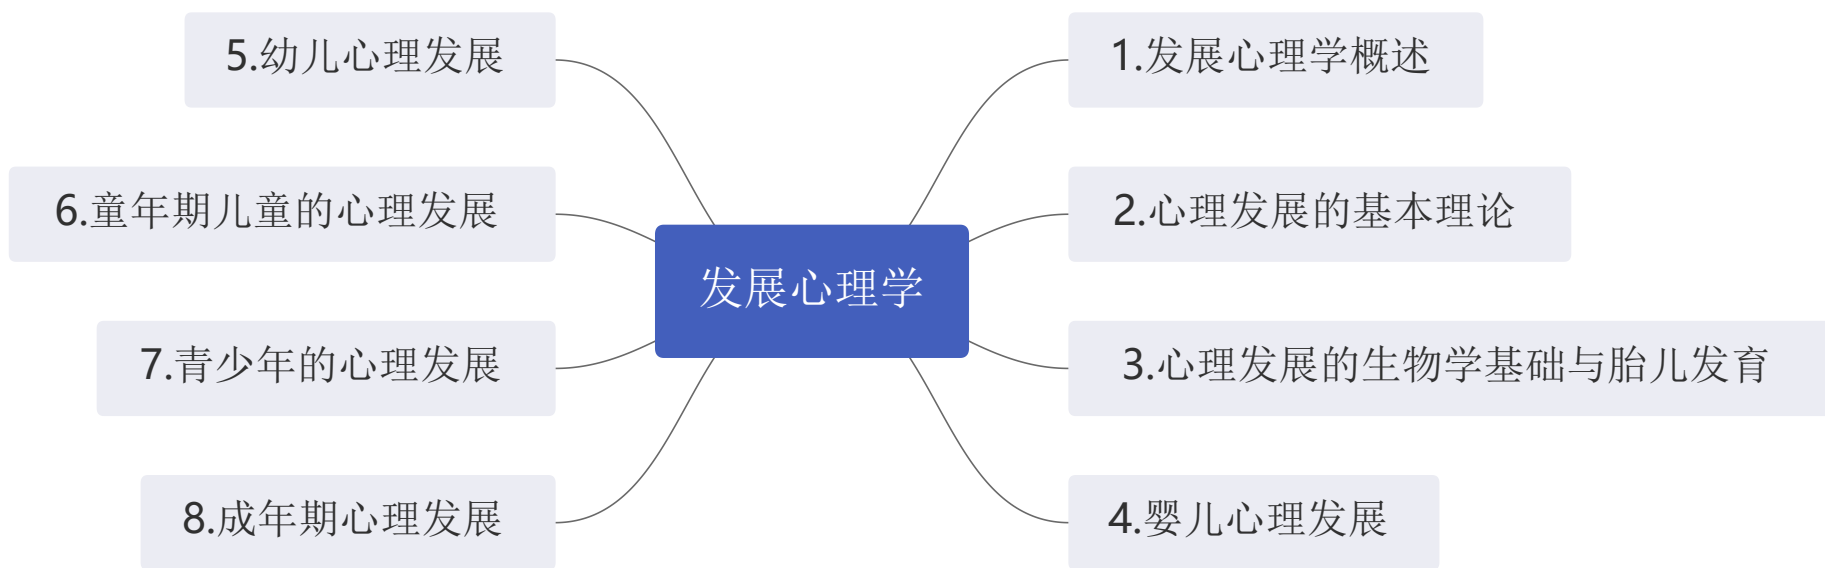 发展心理学
1.发展心理学概述
2.心理发展的基本理论
3.心理发展的生物学基础与胎儿发育
4.婴儿心理发展
5.幼儿心理发展
6.童年期儿童的心理发展
7.青少年的心理发展
8.成年期心理发展